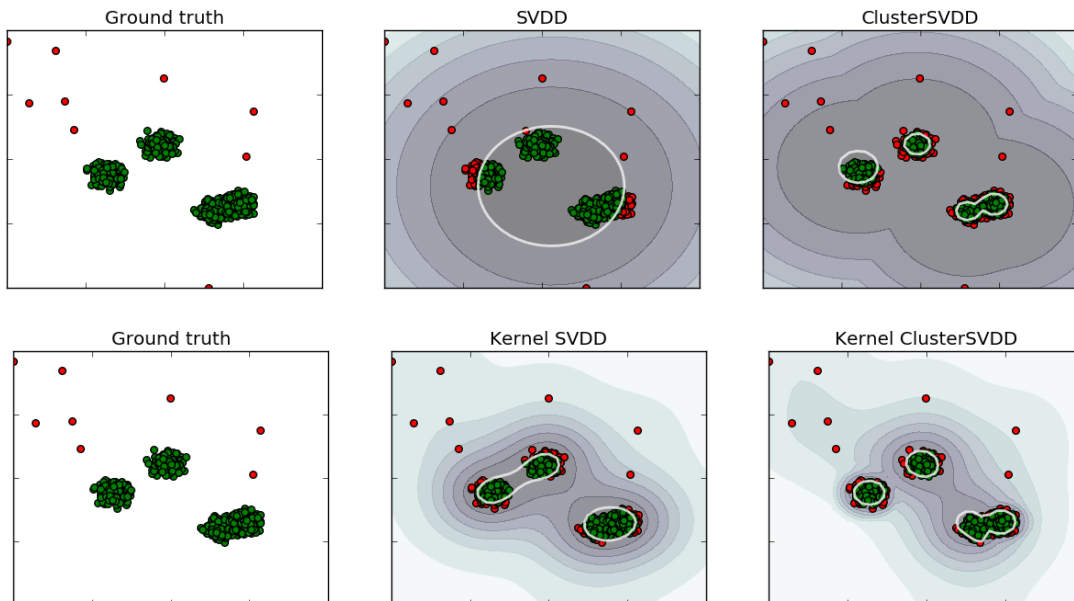 Ground truth
SVDD
ClusterSVDD
Ground truth
Kernel SVDD
Kernel ClusterSVDD